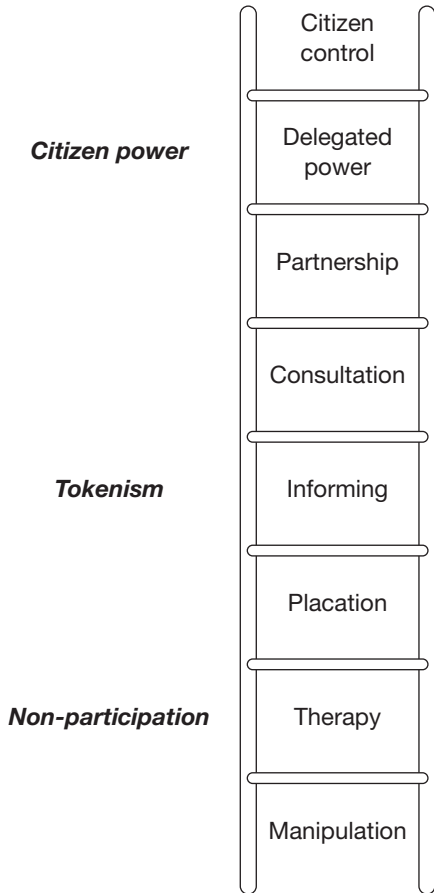 Citizen
control
Citizen power
Delegated
power
Partnership
Consultation
Tokenism
Informing
Placation
Non-participation
Therapy
Manipulation